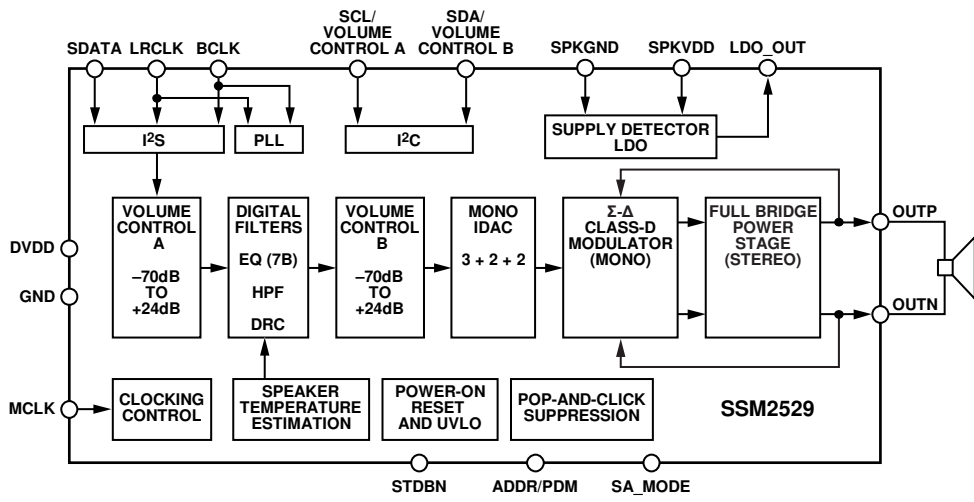 SCL/
VOLUME
CONTROL A
SDA/
VOLUME
CONTROL B
SDATA
LRCLK
BCLK
SPKGND
SPKVDD
LDO_OUT
I²S
PLL
I²C
SUPPLY DETECTOR
LDO
VOLUME
CONTROL
A
–70dB
TO
+24dB
DIGITAL
FILTERS
EQ (7B)
HPF
DRC
VOLUME
CONTROL
B
–70dB
TO
+24dB
MONO
IDAC
3 + 2 + 2
Σ-Δ
CLASS-D
MODULATOR
(MONO)
FULL BRIDGE
POWER
STAGE
(STEREO)
OUTP
OUTN
DVDD
GND
MCLK
CLOCKING
CONTROL
SPEAKER
TEMPERATURE
ESTIMATION
POWER-ON
RESET
AND UVLO
POP-AND-CLICK
SUPPRESSION
SSM2529
STDBN
ADDR/PDM
SA_MODE